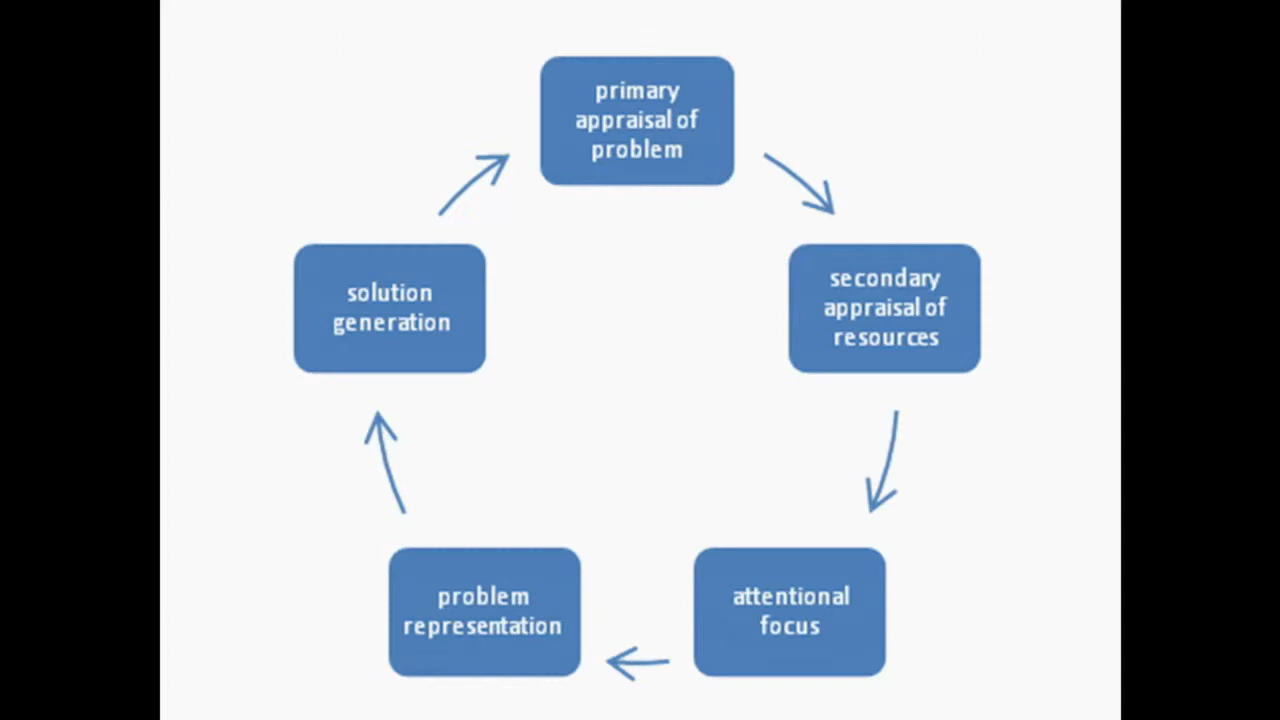 primary
appraisal of
problem
secondary
appraisal of
resources
attentional
focus
problem
representation
solution
generation